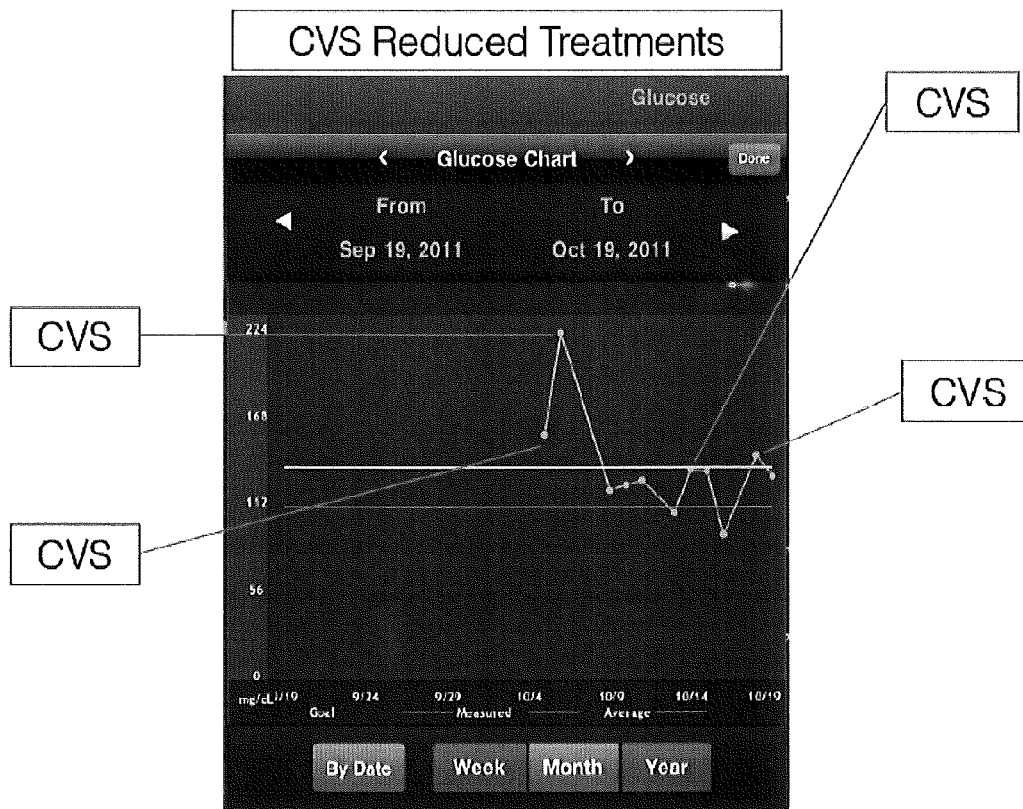 CVS Reduced Treatments
Glucose
CVS
< Glucose Chart >
Done
From To
Sep 19, 2011 Oct 19, 2011
CVS
224
CVS
168
112
CVS
56
0
mg/dL 9/19 9/24 9/29 10/4 10/9 10/14 10/19
Goal Measured Average
By Date Week Month Year